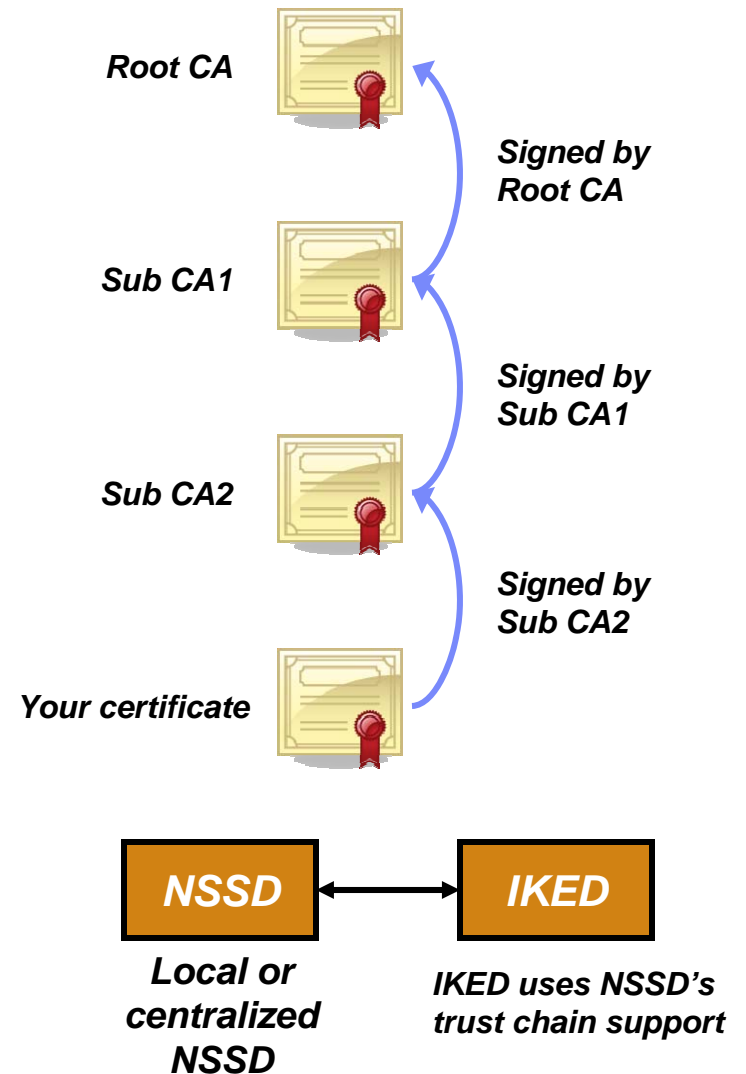 Root CA
Signed by
Root CA
Sub CA1
Signed by
Sub CA1
Sub CA2
Signed by
Sub CA2
Your certificate
NSSD
IKED
Local or
centralized
NSSD
IKED uses NSSD’s
trust chain support